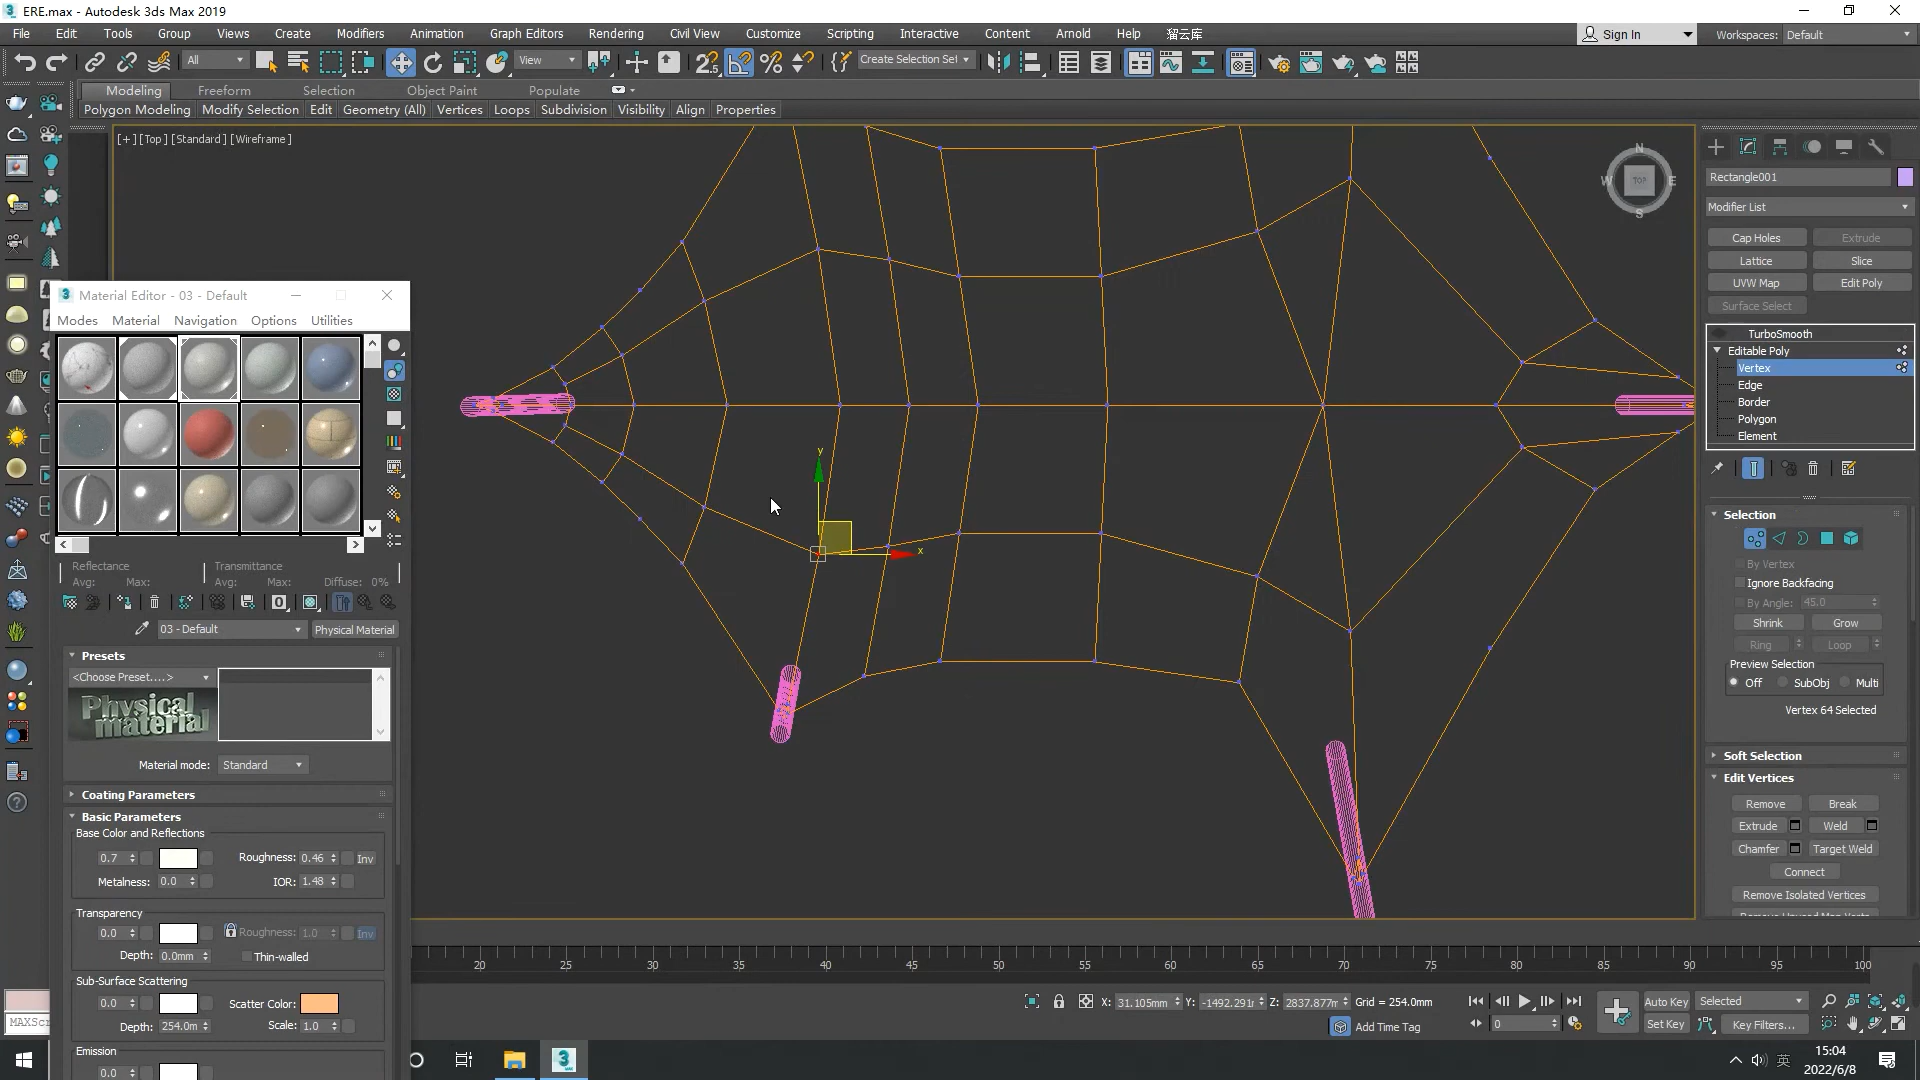 ERE.max - Autodesk 3ds Max 2019
File Edit Tools Group Views Create Modifiers Animation Graph Editors Rendering Civil View Customize Scripting Interactive Content Arnold Help 溜云库 Sign In Workspaces: Default
All View Create Selection Set
Modeling Freeform Selection Object Paint Populate
Polygon Modeling Modify Selection Edit Geometry (All) Vertices Loops Subdivision Visibility Align Properties
[+] [Top] [Standard] [Wireframe]
N
W TOP E
S
y
x
Material Editor - 03 - Default
Modes Material Navigation Options Utilities
Reflectance Transmittance
Avg: Max: Avg: Max: Diffuse: 0%
03 - Default Physical Material
Presets
<Choose Preset....>
Physical material
Material mode: Standard
Coating Parameters
Basic Parameters
Base Color and Reflections
0.7 Roughness: 0.46 Inv
Metalness: 0.0 IOR: 1.48
Transparency
0.0 Roughness: 1.0 Inv
Depth: 0.0mm Thin-walled
Sub-Surface Scattering
0.0 Scatter Color:
Depth: 254.0m Scale: 1.0
Emission
0.0
Rectangle001
Modifier List
Cap Holes Extrude
Lattice Slice
UVW Map Edit Poly
Surface Select
TurboSmooth
Editable Poly
Vertex
Edge
Border
Polygon
Element
Selection
By Vertex
Ignore Backfacing
By Angle: 45.0
Shrink Grow
Ring Loop
Preview Selection
Off SubObj Multi
Vertex 64 Selected
Soft Selection
Edit Vertices
Remove Break
Extrude Weld
Chamfer Target Weld
Connect
Remove Isolated Vertices
20 25 30 35 40 45 50 55 60 65 70 75 80 85 90 95 100
MAXScr
X: 31.105mm Y: -1492.291r Z: 2837.877r Grid = 254.0mm
Add Time Tag
0
Auto Key Selected
Set Key Key Filters...
英
15:04
2022/6/8